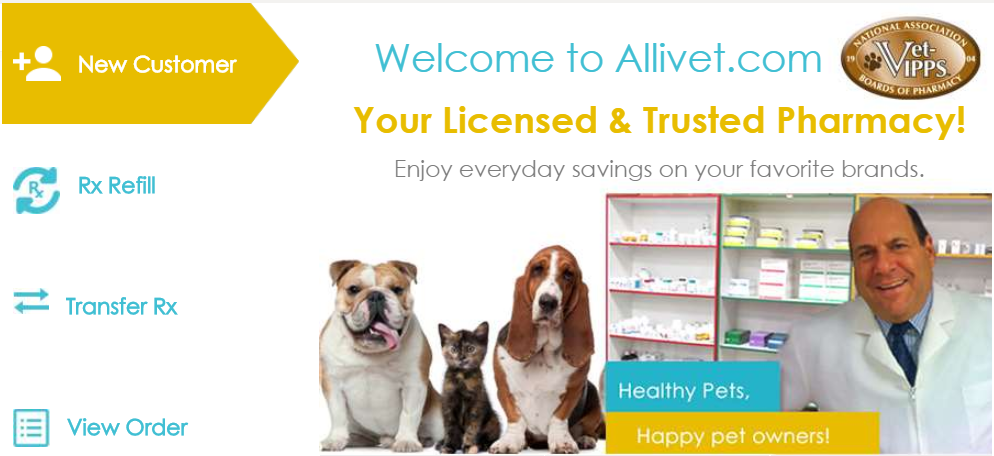 New Customer
Rx Refill
Transfer Rx
View Order
Welcome to Allivet.com
NATIONAL ASSOCIATION
19 Vet- 04
VIPPS
BOARDS OF PHARMACY
Your Licensed & Trusted Pharmacy!
Enjoy everyday savings on your favorite brands.
Healthy Pets,
Happy pet owners!